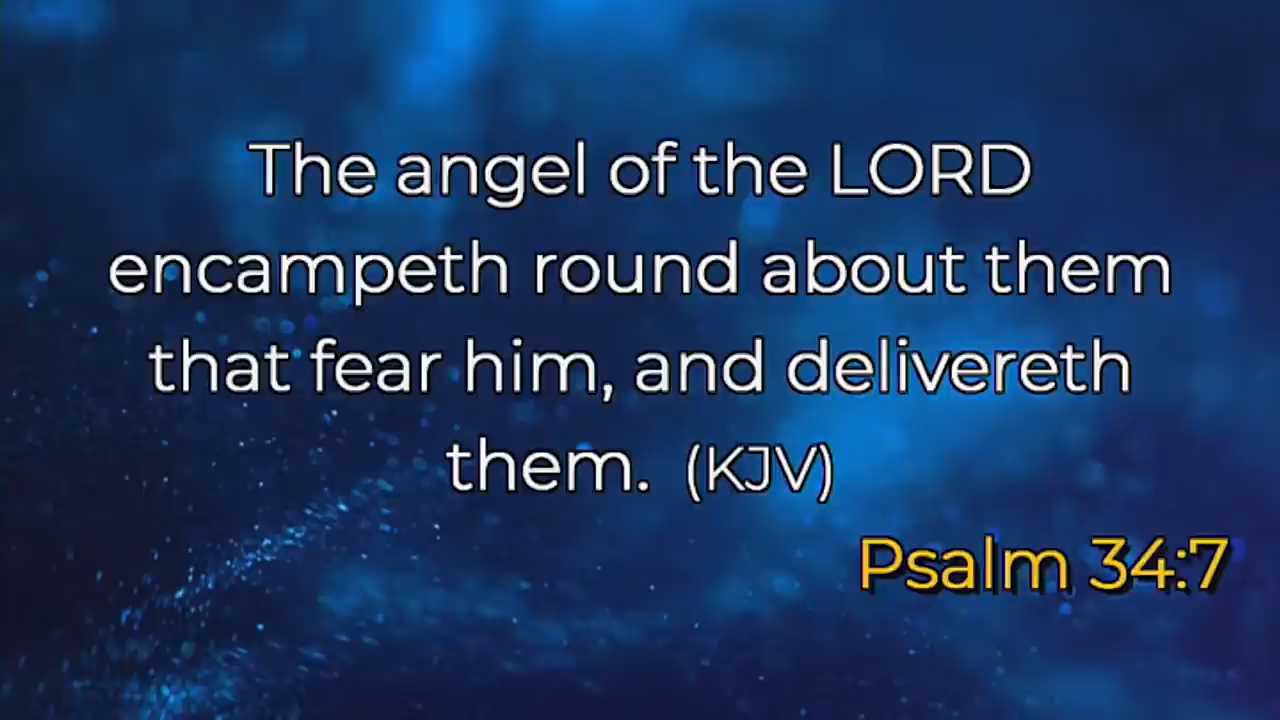 The angel of the LORD
encampeth round about them
that fear him, and delivereth
them. (KJV)
Psalm 34:7